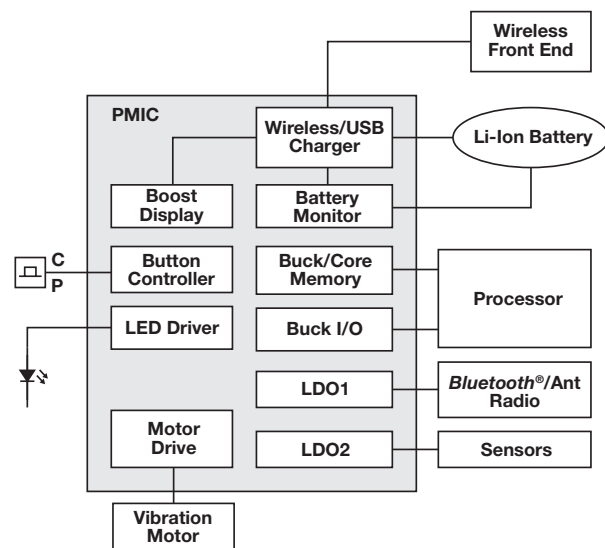 Wireless
Front End
PMIC
Wireless/USB
Charger
Li-Ion Battery
Boost
Display
Battery
Monitor
C
P
Button
Controller
Buck/Core
Memory
Processor
LED Driver
Buck I/O
LDO1
Bluetooth®/Ant
Radio
Motor
Drive
LDO2
Sensors
Vibration
Motor